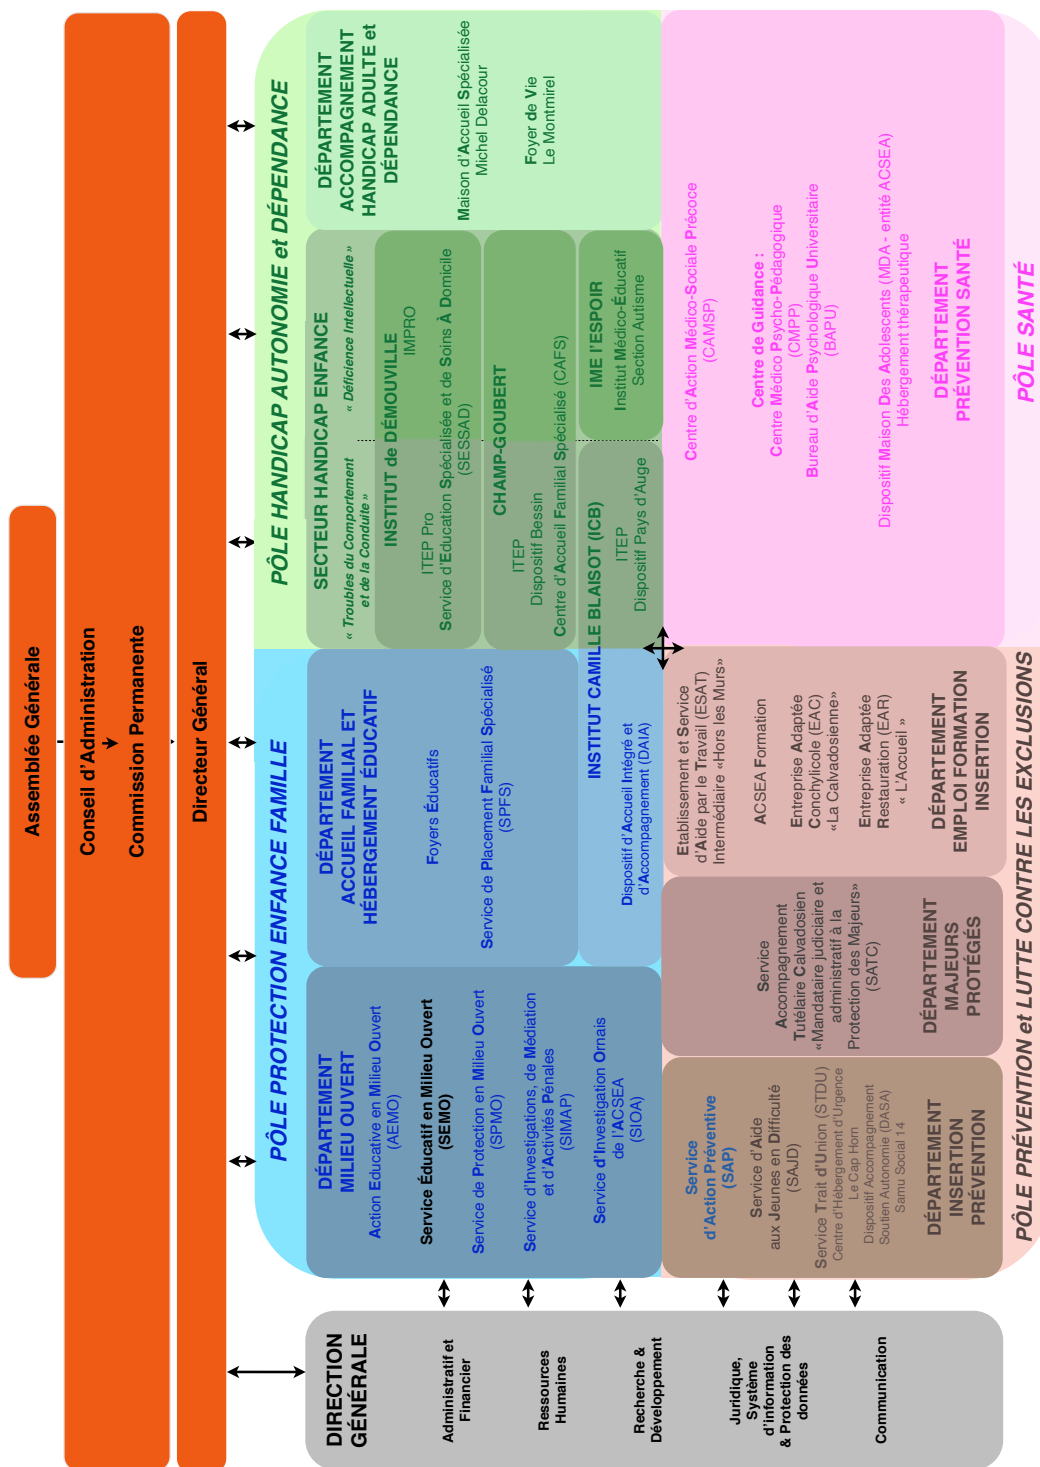 Assemblée Générale
Conseil d'Administration
Commission Permanente
Directeur Général
DIRECTION
GÉNÉRALE
Administratif et
Financier
Ressources
Humaines
Recherche &
Développement
Juridique,
Système
d'information
& Protection des
données
Communication
PÔLE PROTECTION ENFANCE FAMILLE
DÉPARTEMENT
MILIEU OUVERT
Action Educative en Milieu Ouvert
(AEMO)
Service Éducatif en Milieu Ouvert
(SEMO)
Service de Protection en Milieu Ouvert
(SPMO)
Service d'Investigations, de Médiation
et d'Activités Pénales
(SIMAP)
Service d'Investigation Ornais
de l'ACSEA
(SIOA)
DÉPARTEMENT
ACCUEIL FAMILIAL ET
HÉBERGEMENT ÉDUCATIF
Foyers Éducatifs
Service de Placement Familial Spécialisé
(SPFS)
INSTITUT CAMILLE BLAISOT (ICB)
Dispositif d'Accueil Intégré et
d'Accompagnement (DAIA)
ITEP
Dispositif Pays d'Auge
PÔLE HANDICAP AUTONOMIE et DÉPENDANCE
SECTEUR HANDICAP ENFANCE
« Troubles du Comportement
et de la Conduite »
« Déficience Intellectuelle »
INSTITUT de DÉMOUVILLE
ITEP Pro
IMPRO
Service d'Education Spécialisée et de Soins À Domicile
(SESSAD)
CHAMP-GOUBERT
ITEP
Dispositif Bessin
Centre d'Accueil Familial Spécialisé (CAFS)
IME l'ESPOIR
Institut Médico-Éducatif
Section Autisme
DÉPARTEMENT
ACCOMPAGNEMENT
HANDICAP ADULTE et
DÉPENDANCE
Maison d'Accueil Spécialisée
Michel Delacour
Foyer de Vie
Le Montmirel
Service
d'Action Préventive
(SAP)
Service d'Aide
aux Jeunes en Difficulté
(SAJD)
Service Trait d'Union (STDU)
Centre d'Hébergement d'Urgence
Le Cap Horn
Dispositif Accompagnement
Soutien Autonomie (DASA)
Samu Social 14
DÉPARTEMENT
INSERTION
PRÉVENTION
Service
Accompagnement
Tutélaire Calvadosien
«Mandataire judiciaire et
administratif à la
Protection des Majeurs»
(SATC)
DÉPARTEMENT
MAJEURS
PROTÉGÉS
Etablissement et Service
d'Aide par le Travail (ESAT)
Intermédiaire «Hors les Murs»
ACSEA Formation
Entreprise Adaptée
Conchylicole (EAC)
«La Calvadosienne»
Entreprise Adaptée
Restauration (EAR)
« L'Accueil »
DÉPARTEMENT
EMPLOI FORMATION
INSERTION
PÔLE PRÉVENTION et LUTTE CONTRE LES EXCLUSIONS
Centre d'Action Médico-Sociale Précoce
(CAMSP)
Centre de Guidance :
Centre Médico Psycho-Pédagogique
(CMPP)
Bureau d'Aide Psychologique Universitaire
(BAPU)
Dispositif Maison Des Adolescents (MDA - entité ACSEA)
Hébergement thérapeutique
DÉPARTEMENT
PRÉVENTION SANTÉ
PÔLE SANTÉ